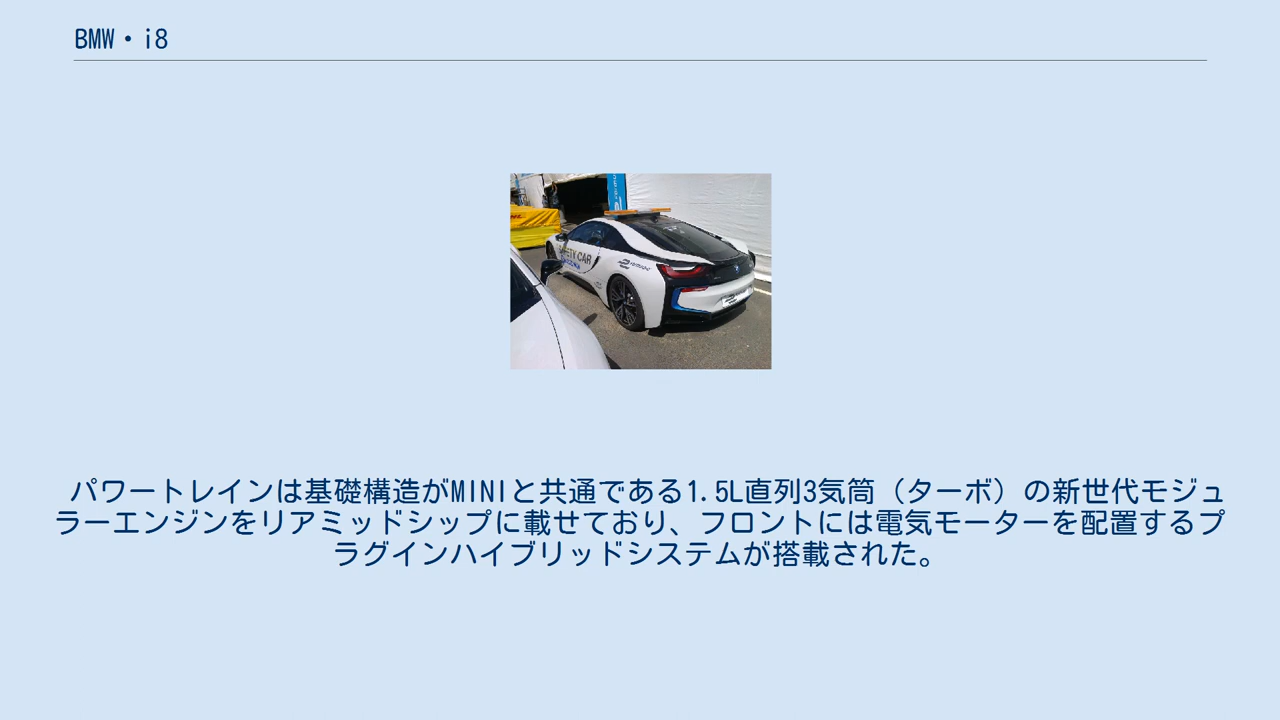 BMW・i8
DHL
SAFETY CAR
パワートレインは基礎構造がMINIと共通である1.5L直列3気筒（ターボ）の新世代モジュ
ラーエンジンをリアミッドシップに載せており、フロントには電気モーターを配置するプ
ラグインハイブリッドシステムが搭載された。